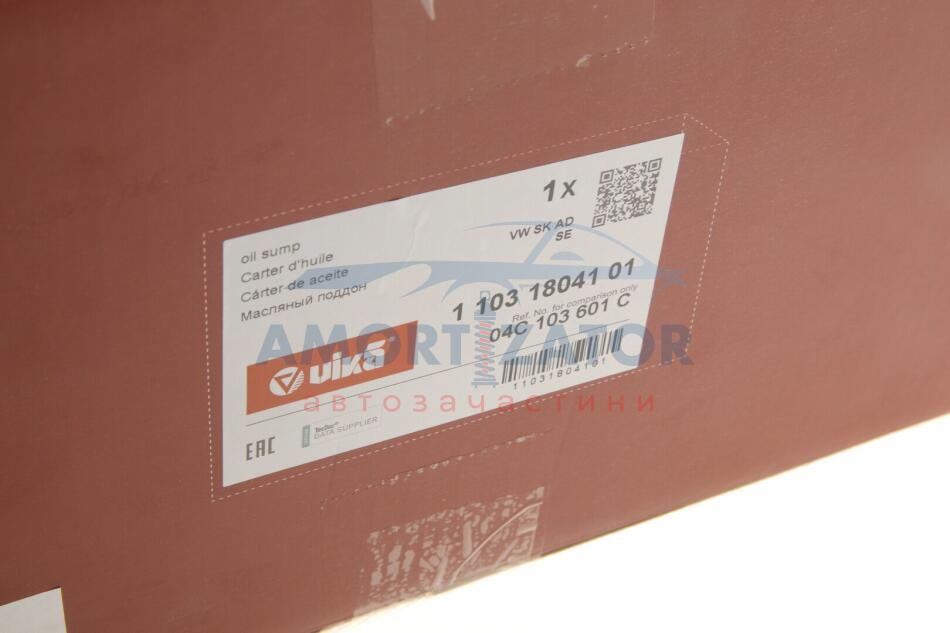 1x
VW SK AD
SE
oil sump
Carter d'huile
Cárter de aceite
Масляный поддон
1 103 18041 01
Ref. No. for comparison only
04C 103 601 C
11031804101
vika
EAC
TecDoc
DATA SUPPLIER
AMORTIZATOR
автозачастини